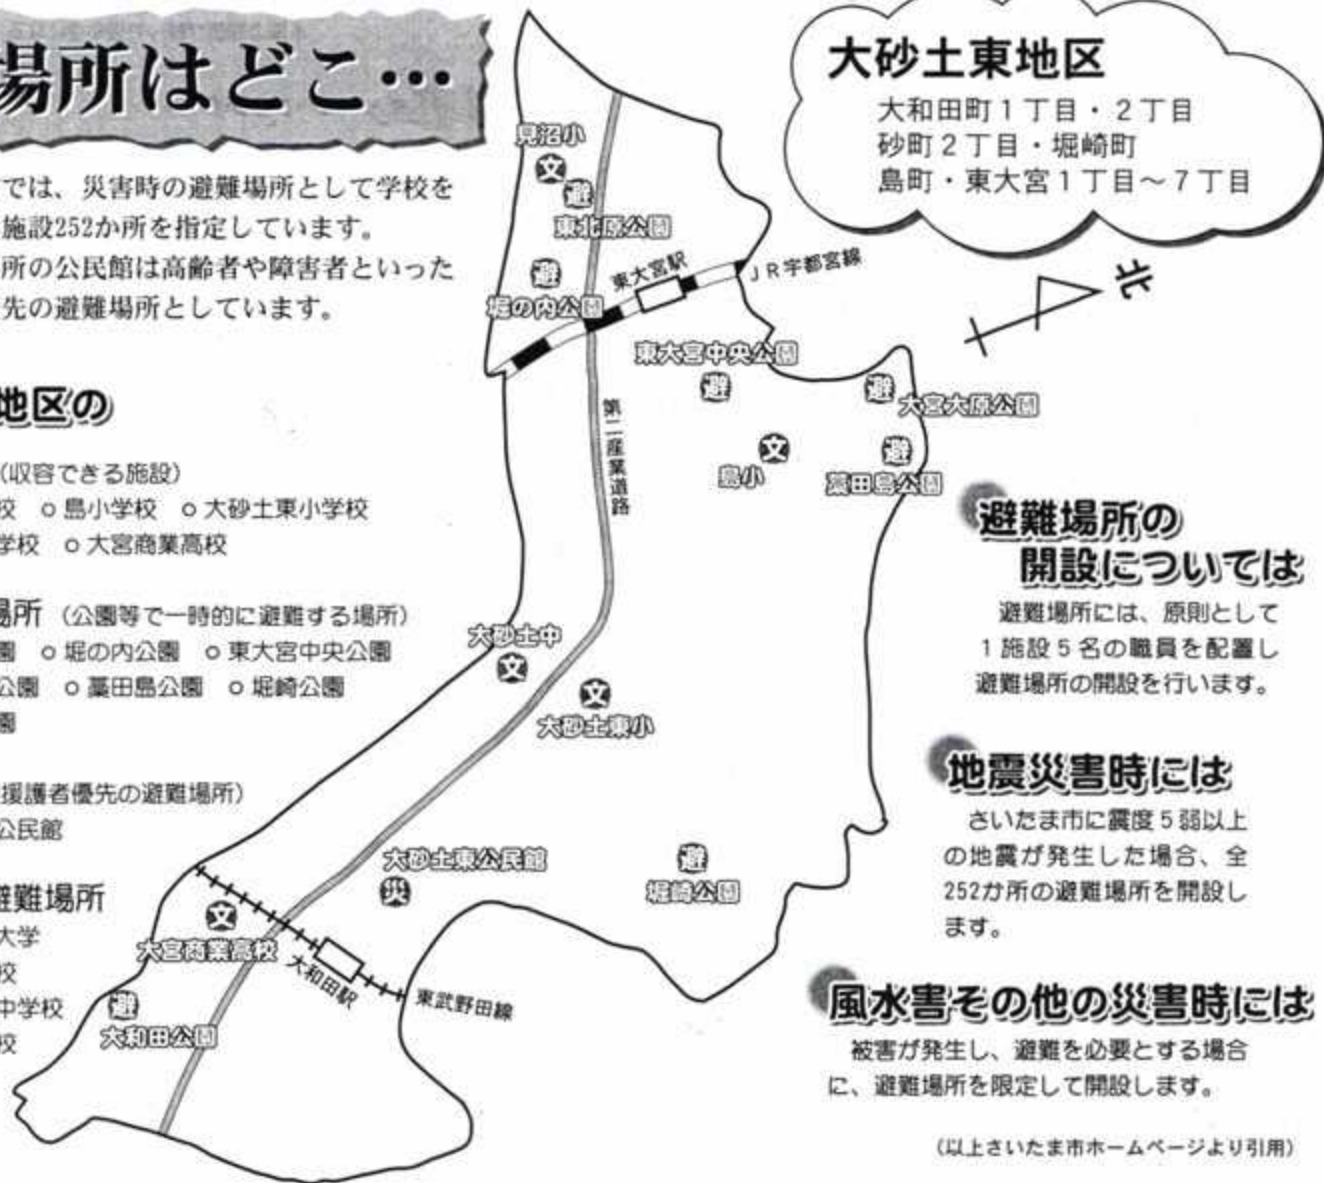 場所はどこ…
では、災害時の避難場所として学校を
施設252か所を指定しています。
所の公民館は高齢者や障害者といった
先の避難場所としています。
地区の
（収容できる施設）
校 ○島小学校 ○大砂土東小学校
学校 ○大宮商業高校
場所（公園等で一時的に避難する場所）
園 ○堀の内公園 ○東大宮中央公園
公園 ○藁田島公園 ○堀崎公園
園
援護者優先の避難場所）
公民館
避難場所
大学
校
中学校
校
大砂土東地区
大和田町１丁目・２丁目
砂町２丁目・堀崎町
島町・東大宮１丁目～７丁目
北
見沼小
文
避
東北原公園
避
堀の内公園
東大宮駅
ＪＲ宇都宮線
東大宮中央公園
避
避
大宮大原公園
文
島小
避
藁田島公園
第二産業道路
大砂土中
文
文
大砂土東小
大砂土東公民館
災
避
堀崎公園
文
大宮商業高校
大和田駅
東武野田線
避
大和田公園
避難場所の
開設については
避難場所には、原則として
１施設５名の職員を配置し
避難場所の開設を行います。
地震災害時には
さいたま市に震度５弱以上
の地震が発生した場合、全
252か所の避難場所を開設し
ます。
風水害その他の災害時には
被害が発生し、避難を必要とする場合
に、避難場所を限定して開設します。
（以上さいたま市ホームページより引用）